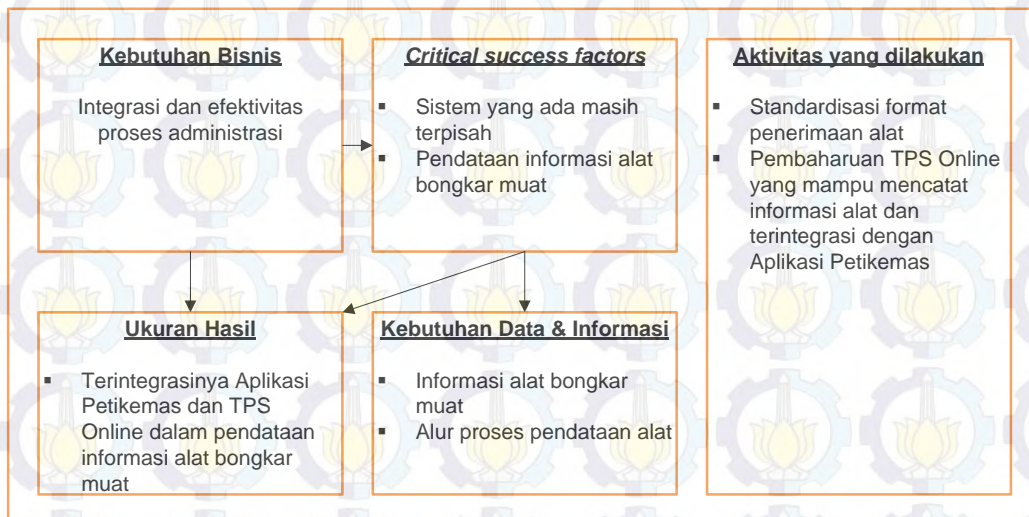 Kebutuhan Bisnis
Integrasi dan efektivitas
proses administrasi
Critical success factors
▪ Sistem yang ada masih
terpisah
▪ Pendataan informasi alat
bongkar muat
Aktivitas yang dilakukan
▪ Standardisasi format
penerimaan alat
▪ Pembaharuan TPS Online
yang mampu mencatat
informasi alat dan
terintegrasi dengan
Aplikasi Petikemas
Ukuran Hasil
▪ Terintegrasinya Aplikasi
Petikemas dan TPS
Online dalam pendataan
informasi alat bongkar
muat
Kebutuhan Data & Informasi
▪ Informasi alat bongkar
muat
▪ Alur proses pendataan alat